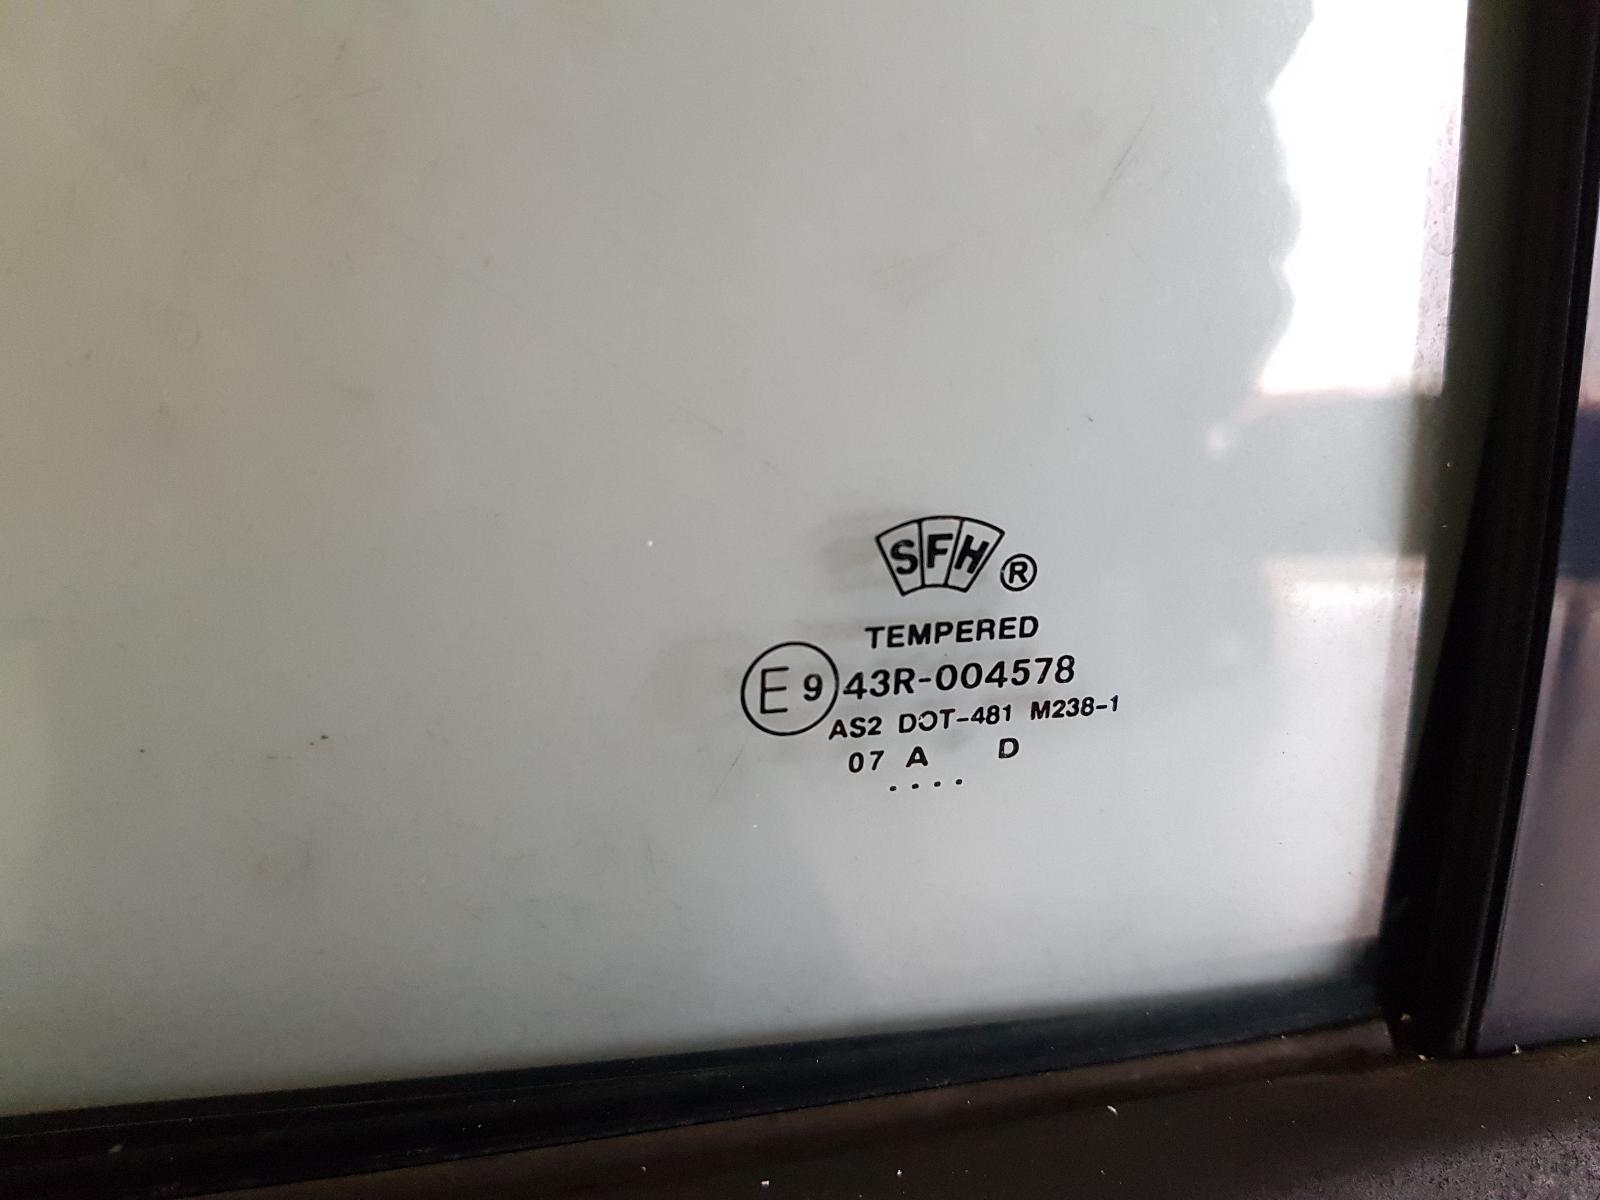 SFH ®
TEMPERED
E9 43R-004578
AS2 DOT-481 M238-1
07 A D
....